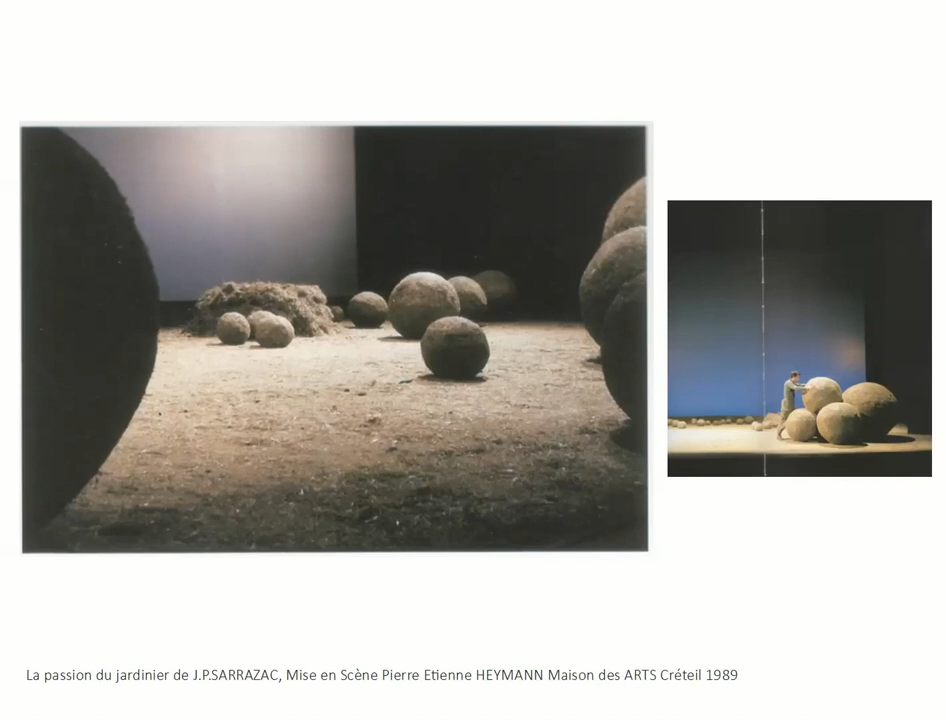 La passion du jardinier de J.P.SARRAZAC, Mise en Scène Pierre Etienne HEYMANN Maison des ARTS Créteil 1989